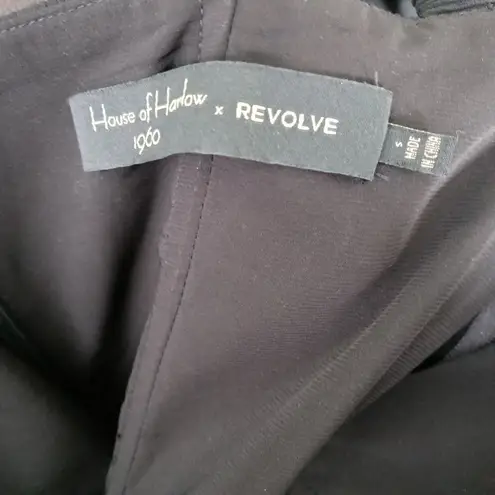 House of Harlow × REVOLVE
1960
S
MADE
IN CHINA